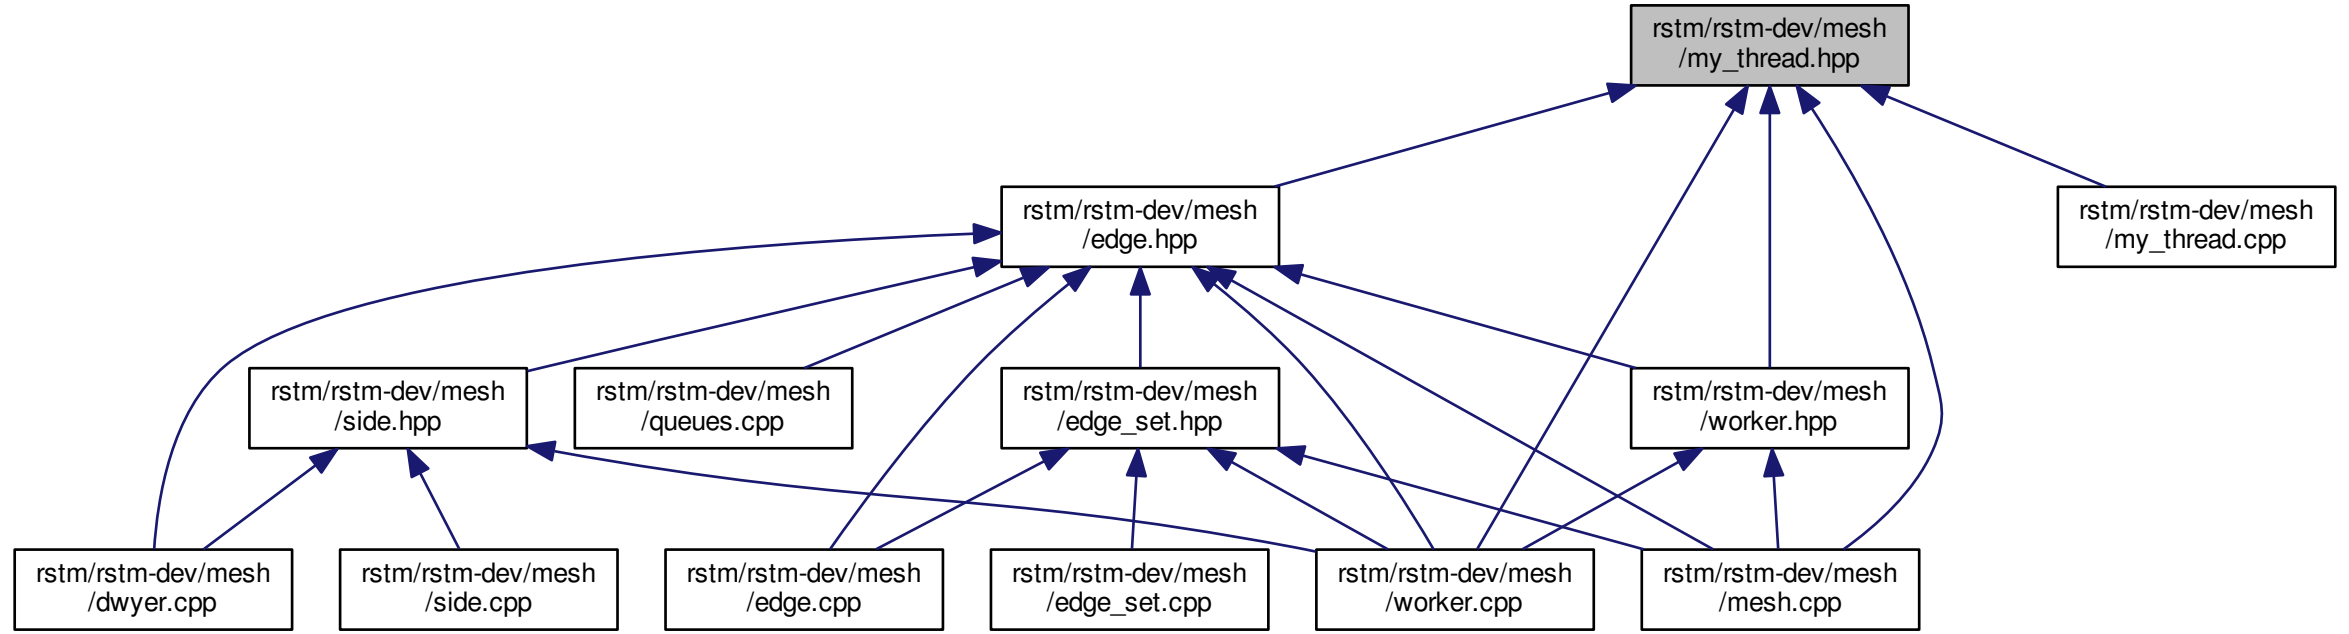 rstm/rstm-dev/mesh
/my_thread.hpp
rstm/rstm-dev/mesh
/edge.hpp
rstm/rstm-dev/mesh
/my_thread.cpp
rstm/rstm-dev/mesh
/side.hpp
rstm/rstm-dev/mesh
/queues.cpp
rstm/rstm-dev/mesh
/edge_set.hpp
rstm/rstm-dev/mesh
/worker.hpp
rstm/rstm-dev/mesh
/dwyer.cpp
rstm/rstm-dev/mesh
/side.cpp
rstm/rstm-dev/mesh
/edge.cpp
rstm/rstm-dev/mesh
/edge_set.cpp
rstm/rstm-dev/mesh
/worker.cpp
rstm/rstm-dev/mesh
/mesh.cpp